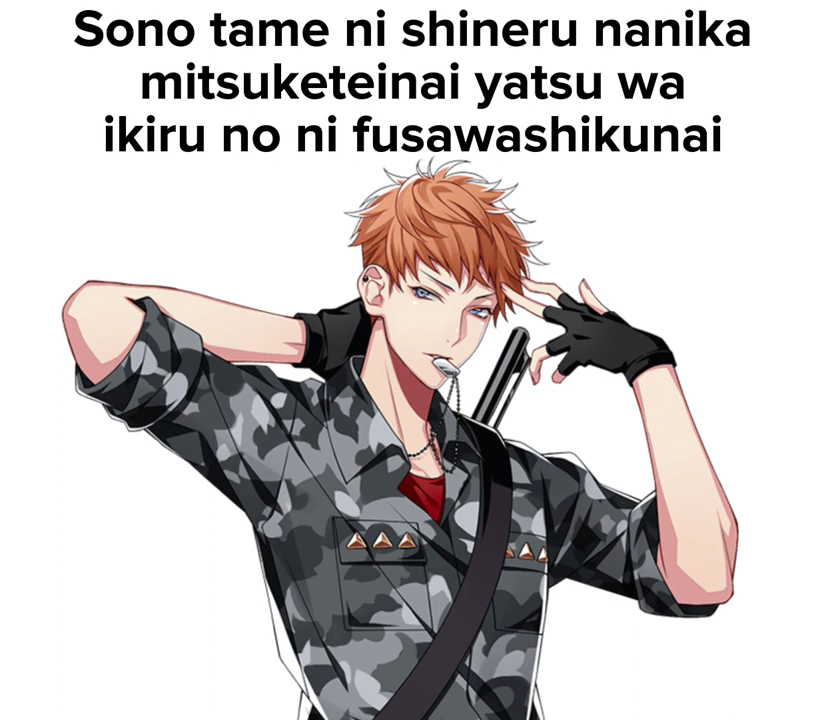 Sono tame ni shineru nanika
mitsuketeinai yatsu wa
ikiru no ni fusawashikunai